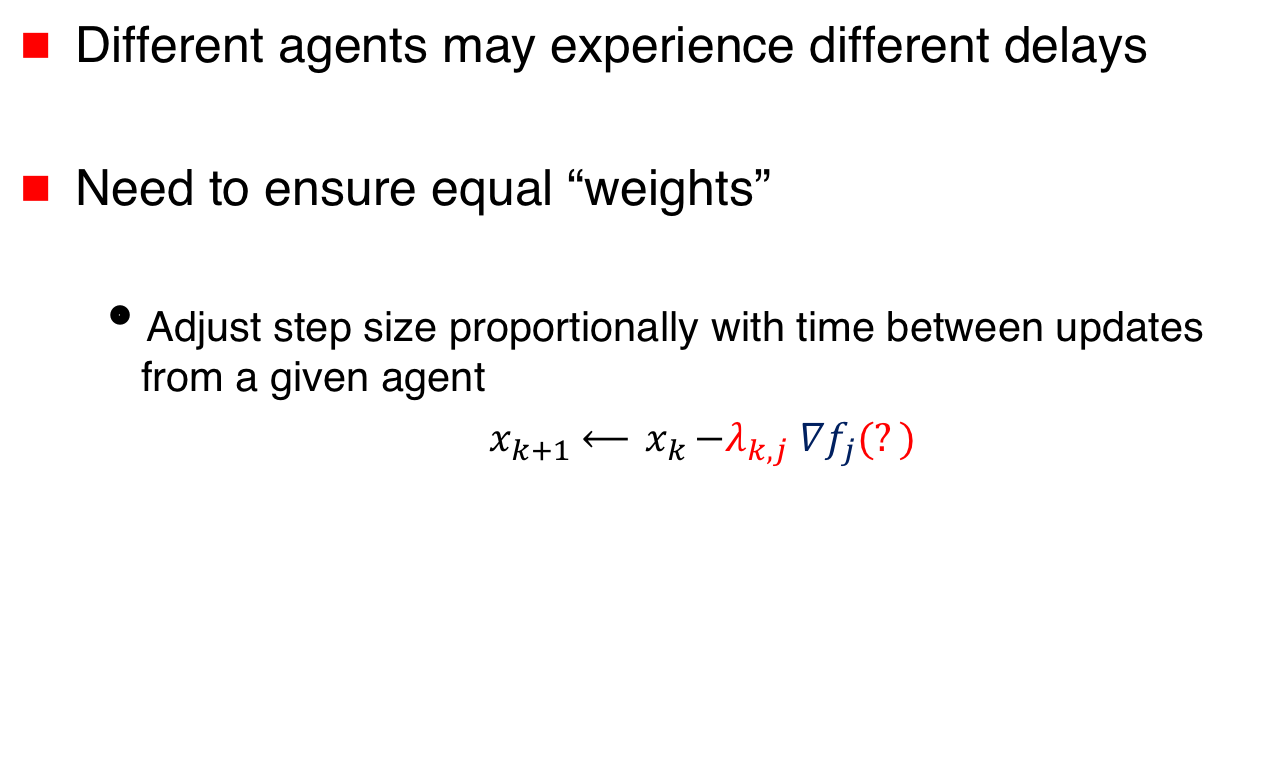 Different agents may experience different delays
Need to ensure equal “weights”
Adjust step size proportionally with time between updates
from a given agent
x_{k+1} ⟵ x_k −λ_{k,j} ∇f_j(? )